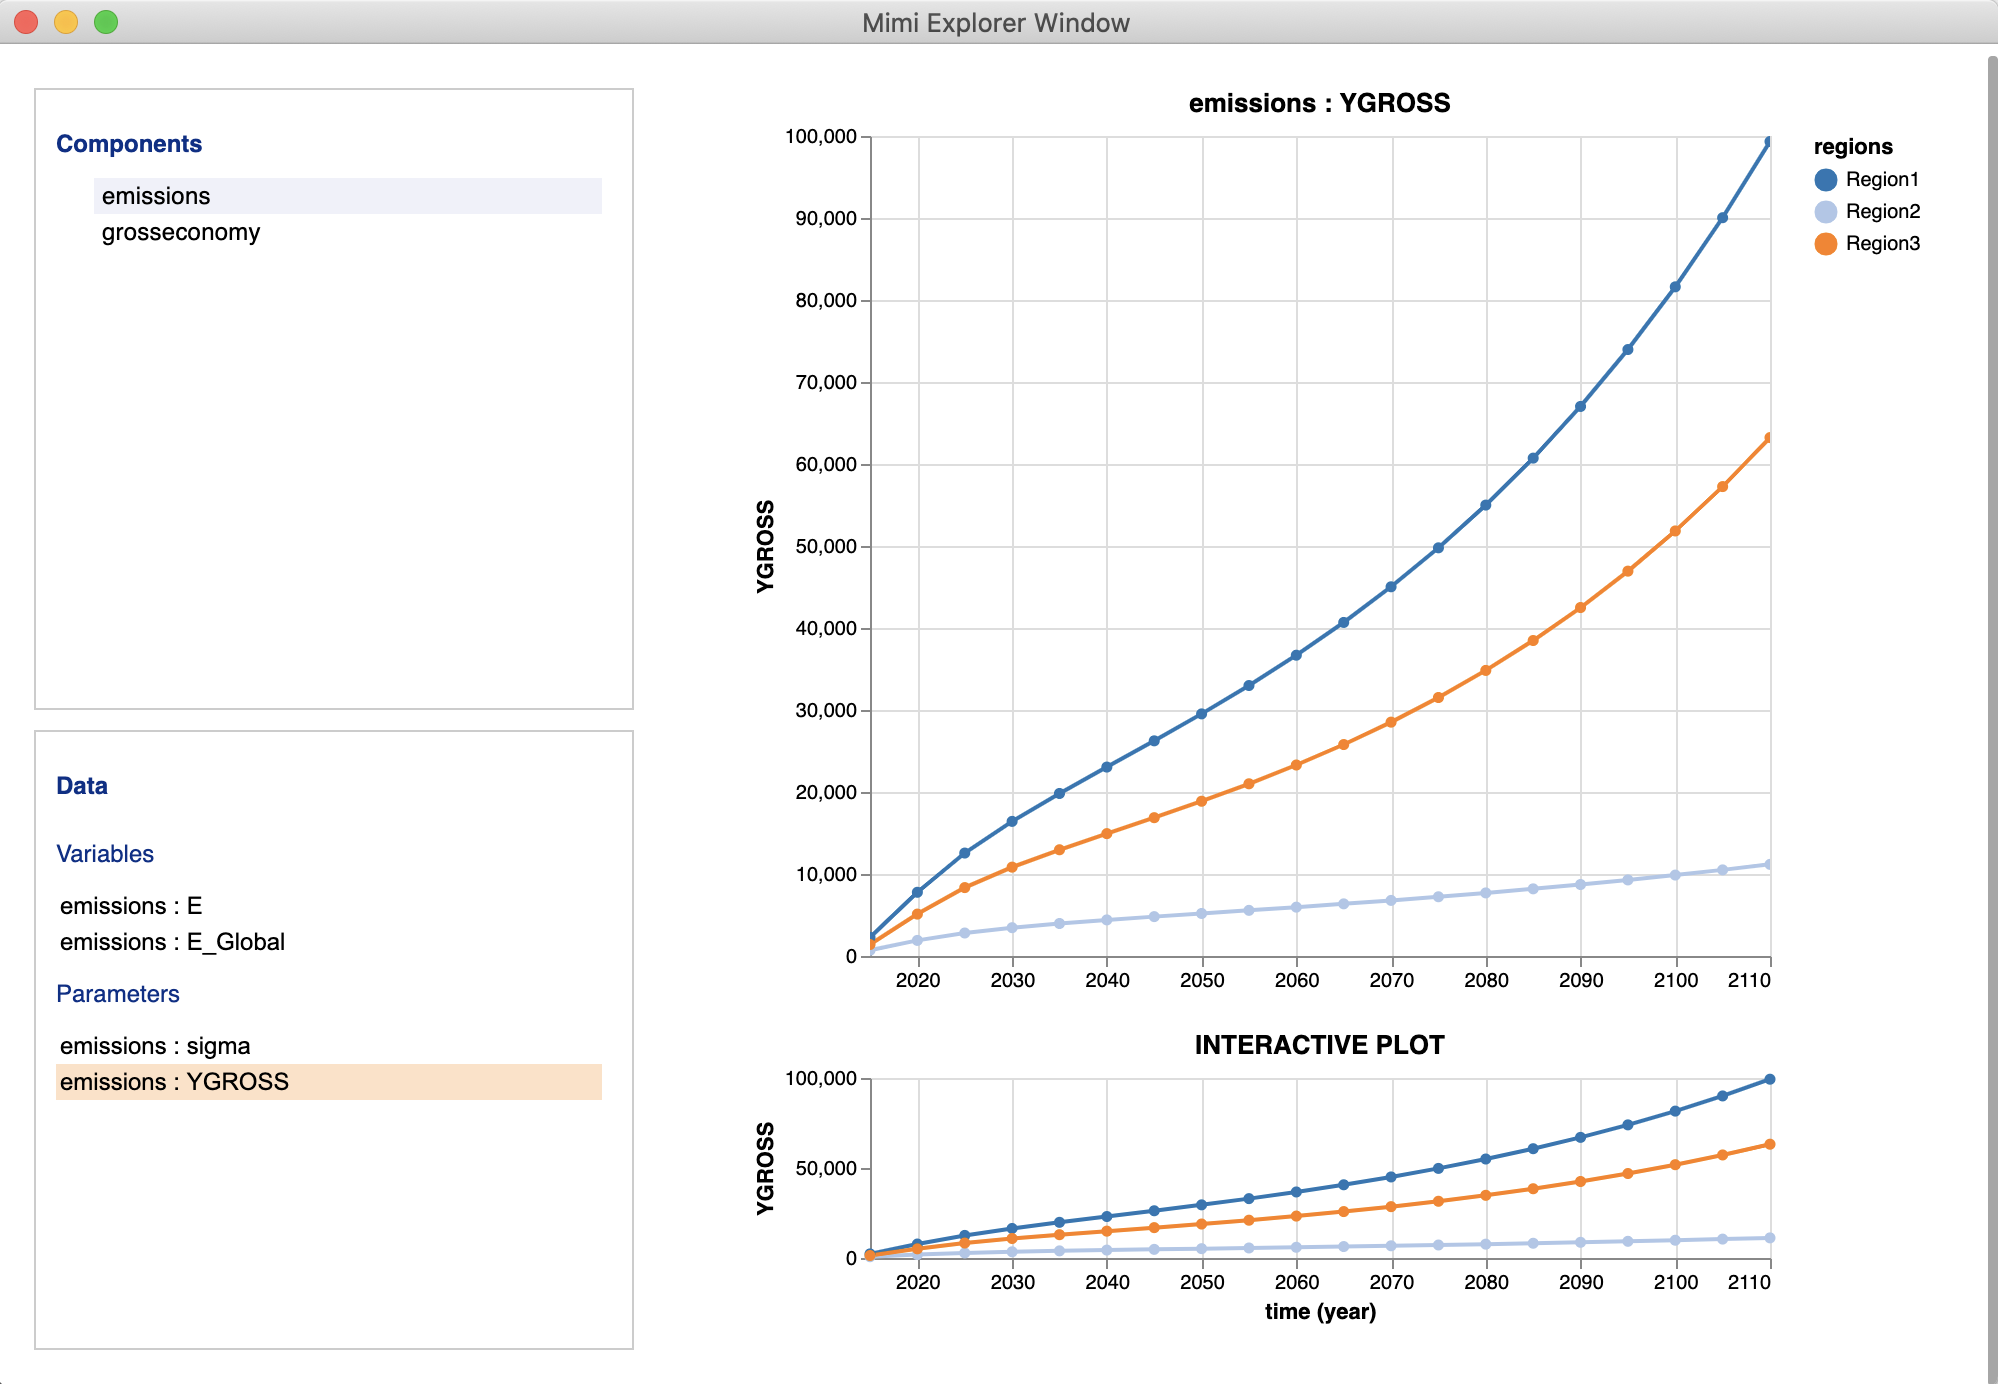 Mimi Explorer Window
Components
emissions
grosseconomy
Data
Variables
emissions : E
emissions : E_Global
Parameters
emissions : sigma
emissions : YGROSS
emissions : YGROSS
100,000
90,000
80,000
70,000
60,000
50,000
40,000
30,000
20,000
10,000
0
YGROSS
2020 2030 2040 2050 2060 2070 2080 2090 2100 2110
regions
Region1
Region2
Region3
INTERACTIVE PLOT
100,000
50,000
0
YGROSS
2020 2030 2040 2050 2060 2070 2080 2090 2100 2110
time (year)